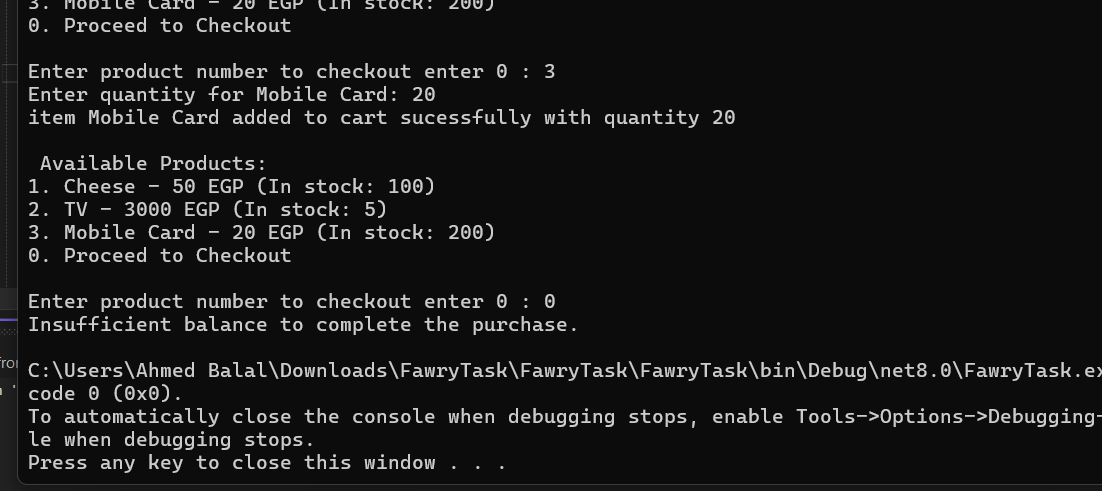 3. Mobile Card - 20 EGP (In stock: 200)
0. Proceed to Checkout
Enter product number to checkout enter 0 : 3
Enter quantity for Mobile Card: 20
item Mobile Card added to cart sucessfully with quantity 20
Available Products:
1. Cheese - 50 EGP (In stock: 100)
2. TV - 3000 EGP (In stock: 5)
3. Mobile Card - 20 EGP (In stock: 200)
0. Proceed to Checkout
Enter product number to checkout enter 0 : 0
Insufficient balance to complete the purchase.
C:\Users\Ahmed Balal\Downloads\FawryTask\FawryTask\FawryTask\bin\Debug\net8.0\FawryTask.ex
code 0 (0x0).
To automatically close the console when debugging stops, enable Tools->Options->Debugging-
le when debugging stops.
Press any key to close this window . . .